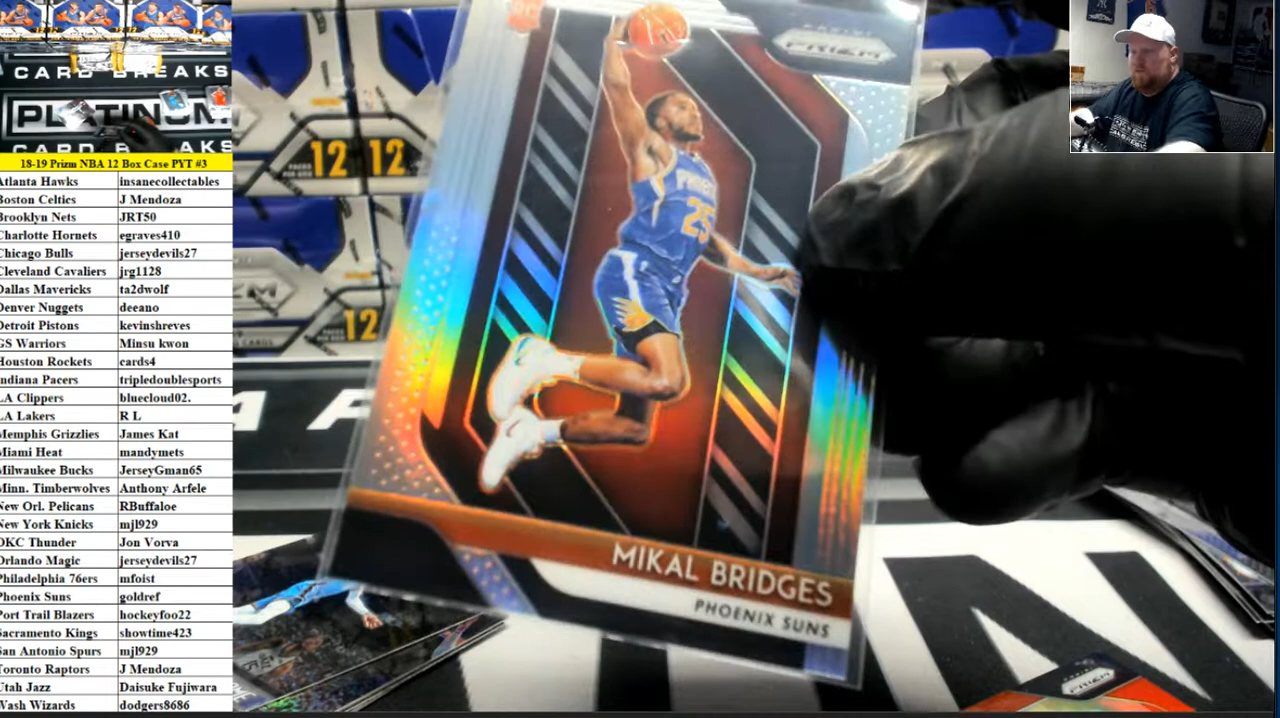 CARD BREAKS
PLATINUM
18-19 Prizm NBA 12 Box Case PYT #3
Atlanta Hawks insanecollectables
Boston Celtics J Mendoza
Brooklyn Nets JRT50
Charlotte Hornets egraves410
Chicago Bulls jerseydevils27
Cleveland Cavaliers jrg1128
Dallas Mavericks ta2dwolf
Denver Nuggets deeano
Detroit Pistons kevinshreves
GS Warriors Minsu kwon
Houston Rockets cards4
Indiana Pacers tripledoublesports
LA Clippers bluecloud02.
LA Lakers R L
Memphis Grizzlies James Kat
Miami Heat mandymets
Milwaukee Bucks JerseyGman65
Minn. Timberwolves Anthony Arfele
New Orl. Pelicans RBuffaloe
New York Knicks mjl929
OKC Thunder Jon Vorva
Orlando Magic jerseydevils27
Philadelphia 76ers mfoist
Phoenix Suns goldref
Port Trail Blazers hockeyfoo22
Sacramento Kings showtime423
San Antonio Spurs mjl929
Toronto Raptors J Mendoza
Utah Jazz Daisuke Fujiwara
Wash Wizards dodgers8686
RC
PRIZM
12 12
12
25
MIKAL BRIDGES
PHOENIX SUNS
PRIZM